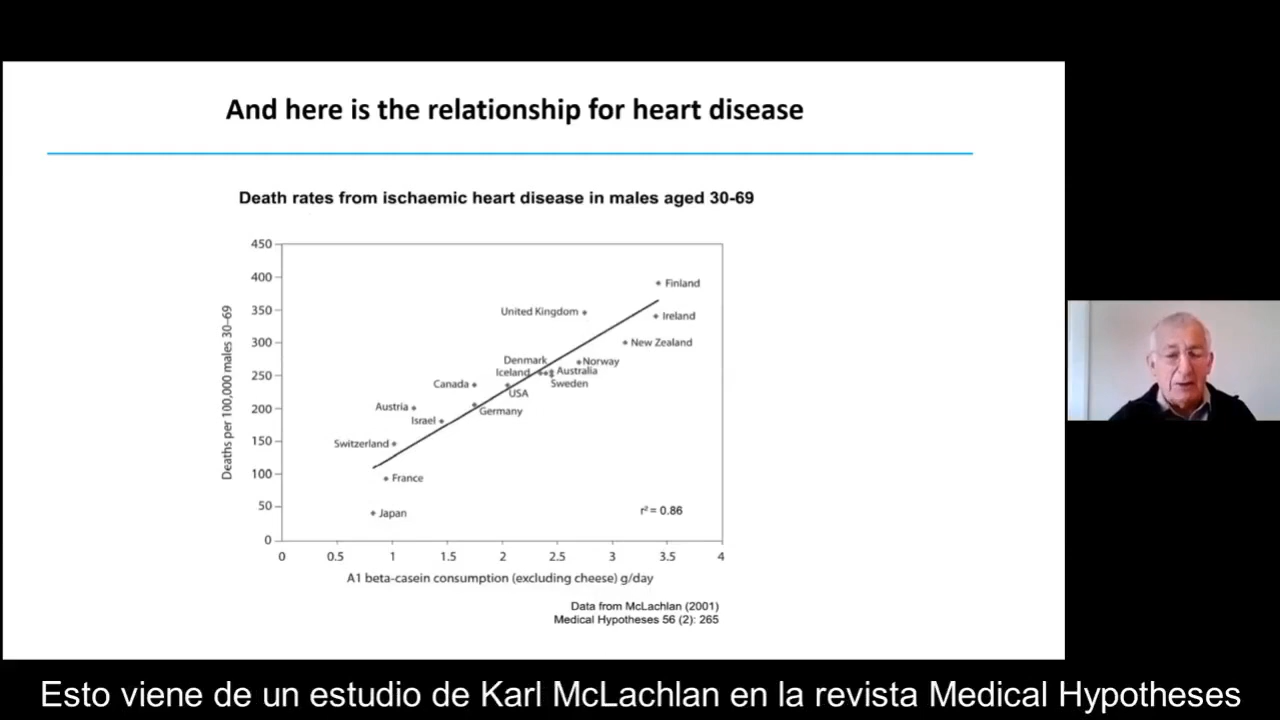 And here is the relationship for heart disease
Death rates from ischaemic heart disease in males aged 30-69
Deaths per 100,000 males 30–69
450
400
350
300
250
200
150
100
50
0
Finland
United Kingdom
Ireland
New Zealand
Denmark
Norway
Iceland
Australia
Sweden
Canada
USA
Austria
Germany
Israel
Switzerland
France
Japan
r² = 0.86
0 0.5 1 1.5 2 2.5 3 3.5 4
A1 beta-casein consumption (excluding cheese) g/day
Data from McLachlan (2001)
Medical Hypotheses 56 (2): 265
Esto viene de un estudio de Karl McLachlan en la revista Medical Hypotheses